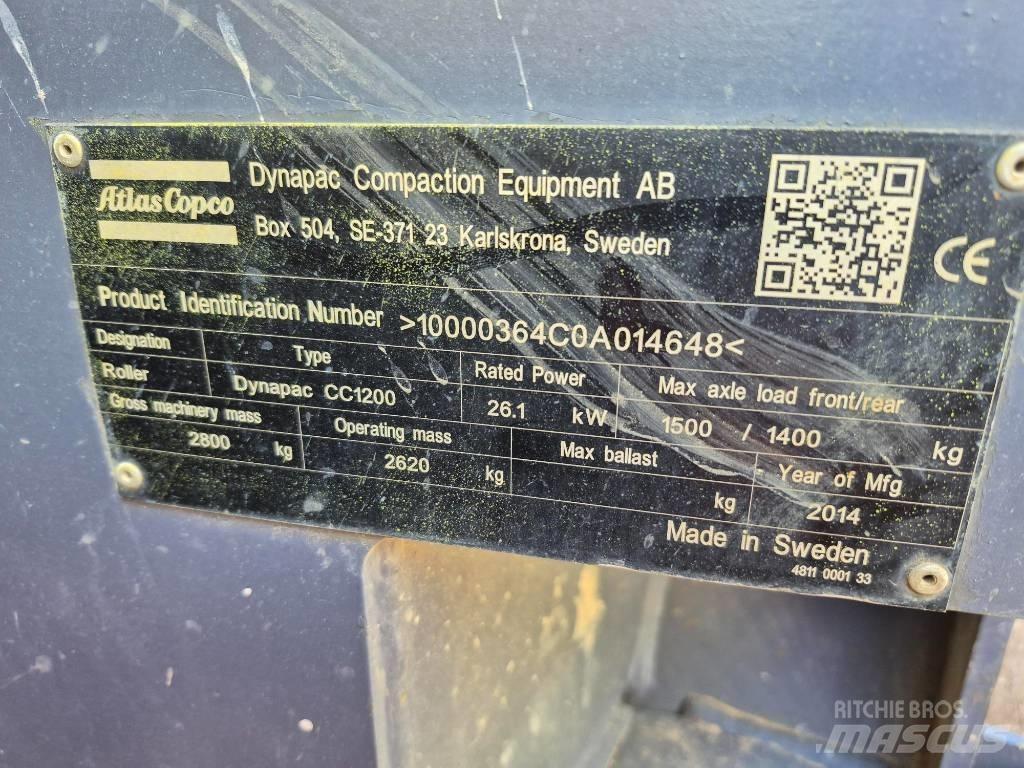 Atlas Copco
Dynapac Compaction Equipment AB
Box 504, SE-371 23 Karlskrona, Sweden
CE
Product Identification Number >10000364C0A014648<
Designation Type Rated Power Max axle load front/rear
Roller Dynapac CC1200 26.1 kW 1500 / 1400 kg
Gross machinery mass Operating mass Max ballast Year of Mfg
2800 kg 2620 kg kg 2014
Made in Sweden
4811 0001 33
RITCHIE BROS.
MASCUS